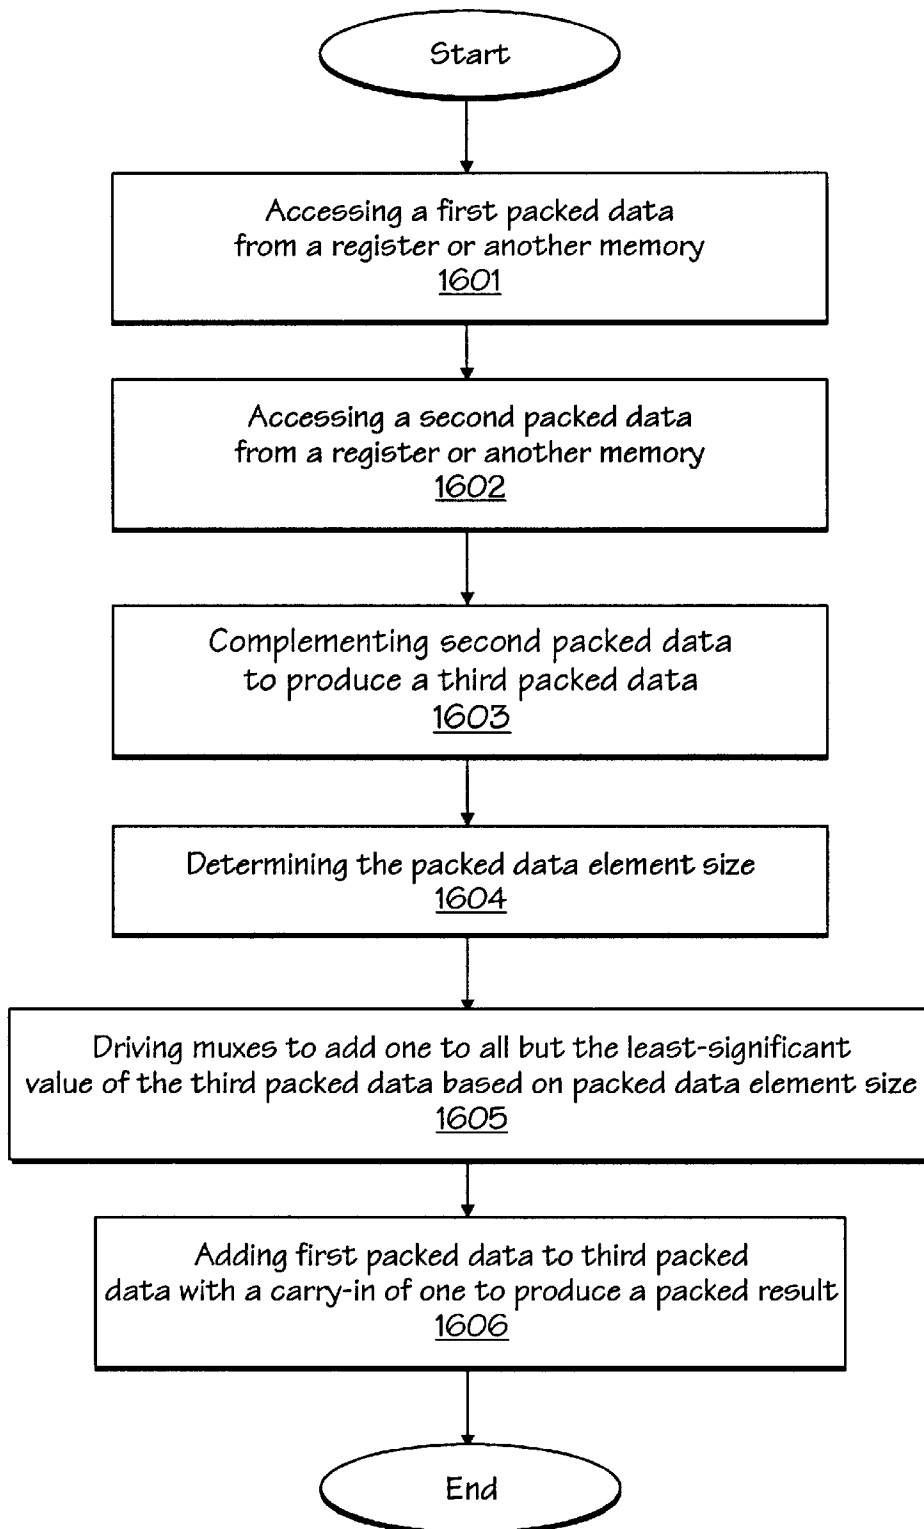 Start
Accessing a first packed data
from a register or another memory
1601
Accessing a second packed data
from a register or another memory
1602
Complementing second packed data
to produce a third packed data
1603
Determining the packed data element size
1604
Driving muxes to add one to all but the least-significant
value of the third packed data based on packed data element size
1605
Adding first packed data to third packed
data with a carry-in of one to produce a packed result
1606
End